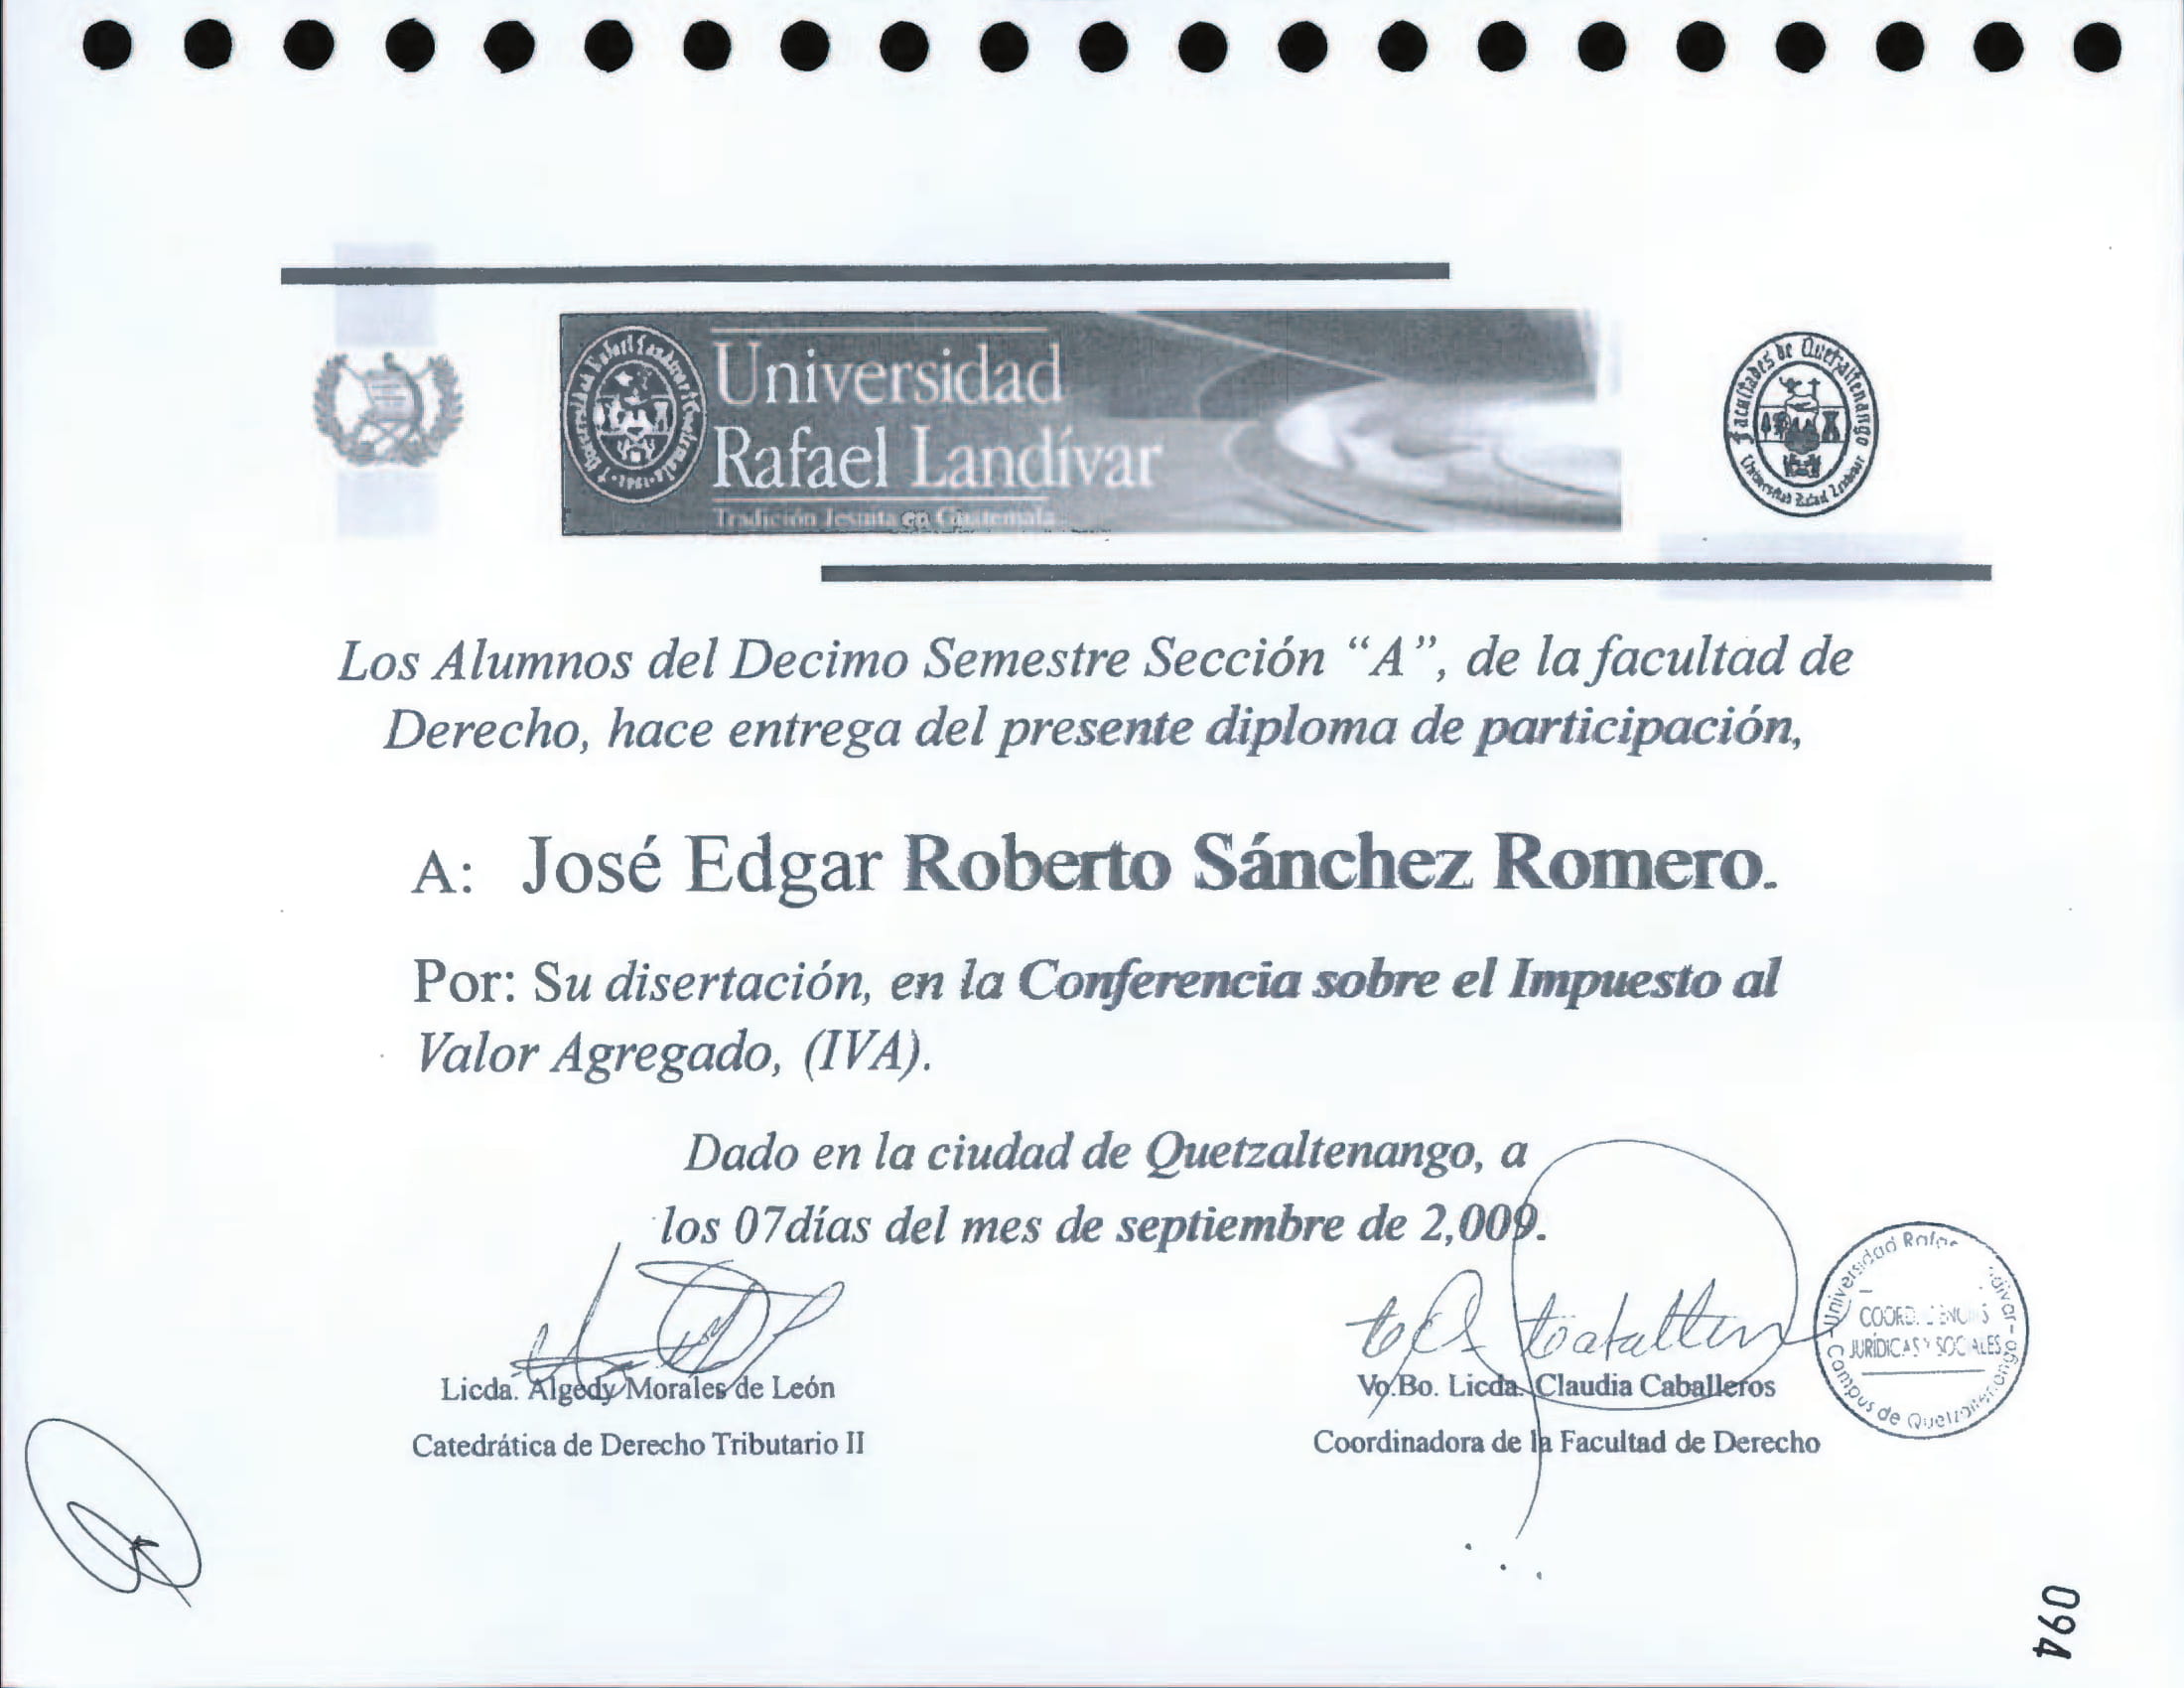 Universidad Rafael Landívar Guatemala
1961
Universidad
Rafael Landívar
Tradición Jesuita en Guatemala
Facultades de Quetzaltenango
Universidad Rafael Landívar
Los Alumnos del Decimo Semestre Sección “A”, de la facultad de
Derecho, hace entrega del presente diploma de participación,
A: José Edgar Roberto Sánchez Romero.
Por: Su disertación, en la Conferencia sobre el Impuesto al
Valor Agregado, (IVA).
Dado en la ciudad de Quetzaltenango, a
los 07días del mes de septiembre de 2,009.
Licda. Algedy Morales de León
Catedrática de Derecho Tributario II
Vo.Bo. Licda. Claudia Caballeros
Coordinadora de la Facultad de Derecho
Universidad
JURÍDICAS Y SOCIALES
Campus de Quetzaltenango
094